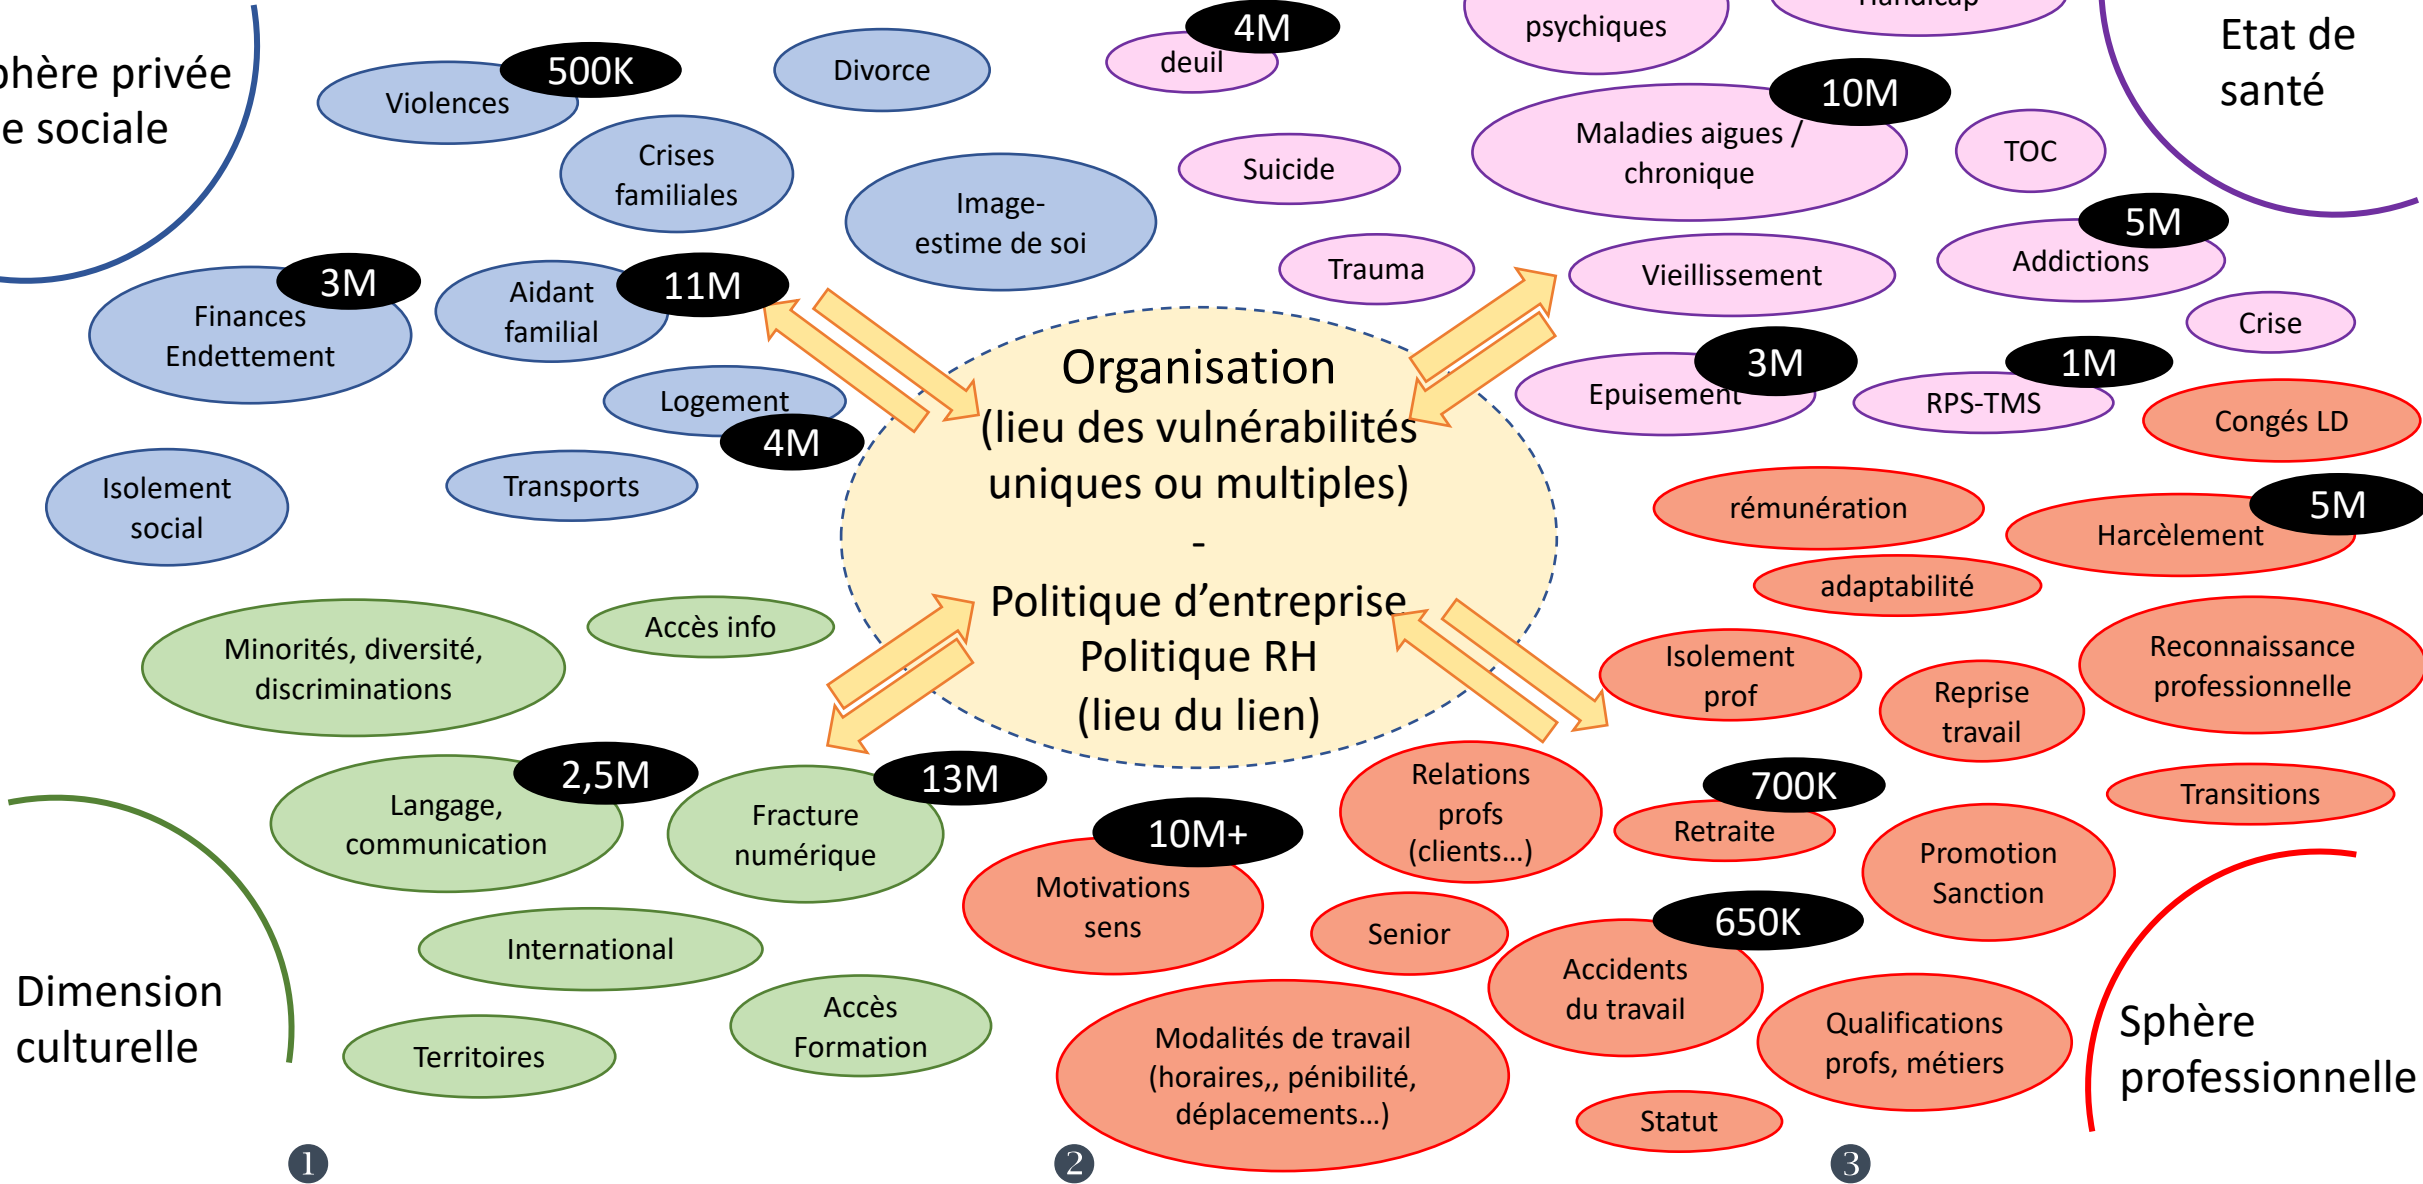 phère privée
e sociale
Violences
500K
Divorce
Crises
familiales
Image-
estime de soi
Finances
Endettement
3M
Aidant
familial
11M
Logement
4M
Isolement
social
Transports
deuil
4M
psychiques
Handicap
Etat de
santé
Suicide
Maladies aigues /
chronique
10M
TOC
Trauma
Vieillissement
Addictions
5M
Crise
Epuisement
3M
RPS-TMS
1M
Organisation
(lieu des vulnérabilités
uniques ou multiples)
-
Politique d’entreprise
Politique RH
(lieu du lien)
Congés LD
rémunération
Harcèlement
5M
adaptabilité
Isolement
prof
Reprise
travail
Reconnaissance
professionnelle
Transitions
Relations
profs
(clients…)
700K
Retraite
Promotion
Sanction
10M+
Motivations
sens
Senior
650K
Accidents
du travail
Modalités de travail
(horaires,, pénibilité,
déplacements…)
Qualifications
profs, métiers
Statut
Sphère
professionnelle
Minorités, diversité,
discriminations
Accès info
Langage,
communication
2,5M
Fracture
numérique
13M
International
Accès
Formation
Territoires
Dimension
culturelle
❶
❷
❸